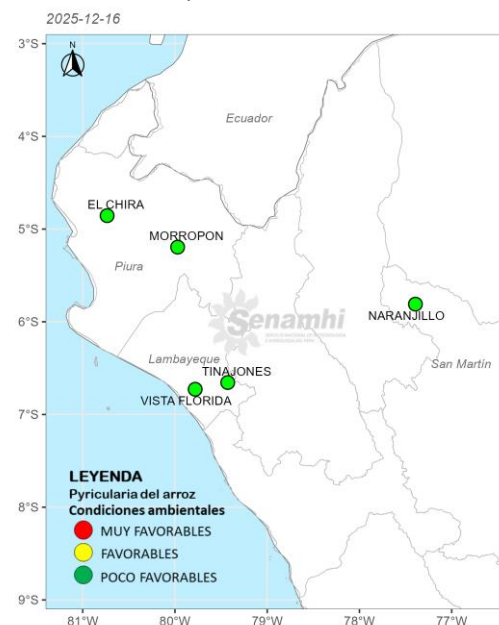 2025-12-16
3°S
N
4°S
Ecuador
EL CHIRA
5°S
MORROPON
Piura
NARANJILLO
6°S
Senamhi
Lambayeque
San Martín
TINAJONES
VISTA FLORIDA
7°S
LEYENDA
Pyricularia del arroz
Condiciones ambientales
8°S
MUY FAVORABLES
FAVORABLES
POCO FAVORABLES
9°S
81°W 80°W 79°W 78°W 77°W